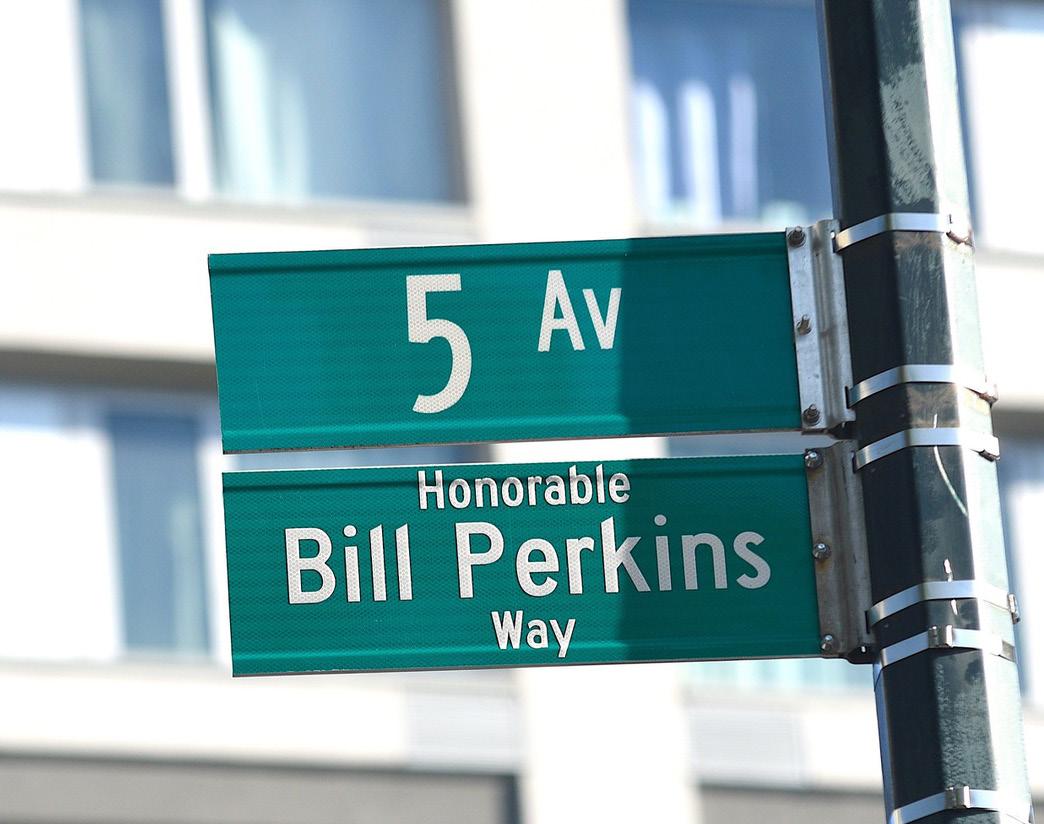 5 Av
Honorable
Bill Perkins
Way